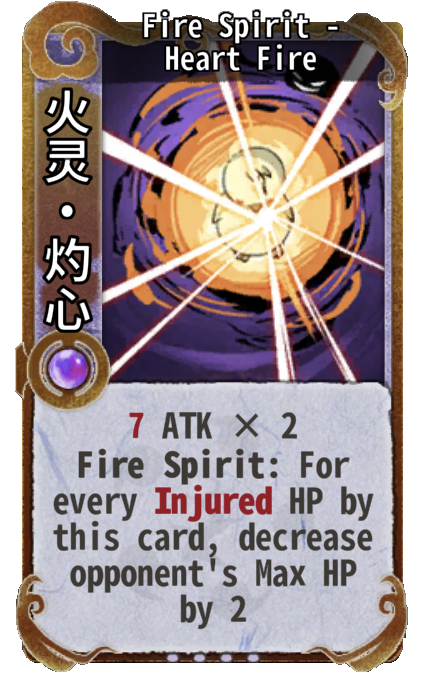 Fire Spirit -
Heart Fire
火灵·灼心
7 ATK × 2
Fire Spirit: For
every Injured HP by
this card, decrease
opponent's Max HP
by 2